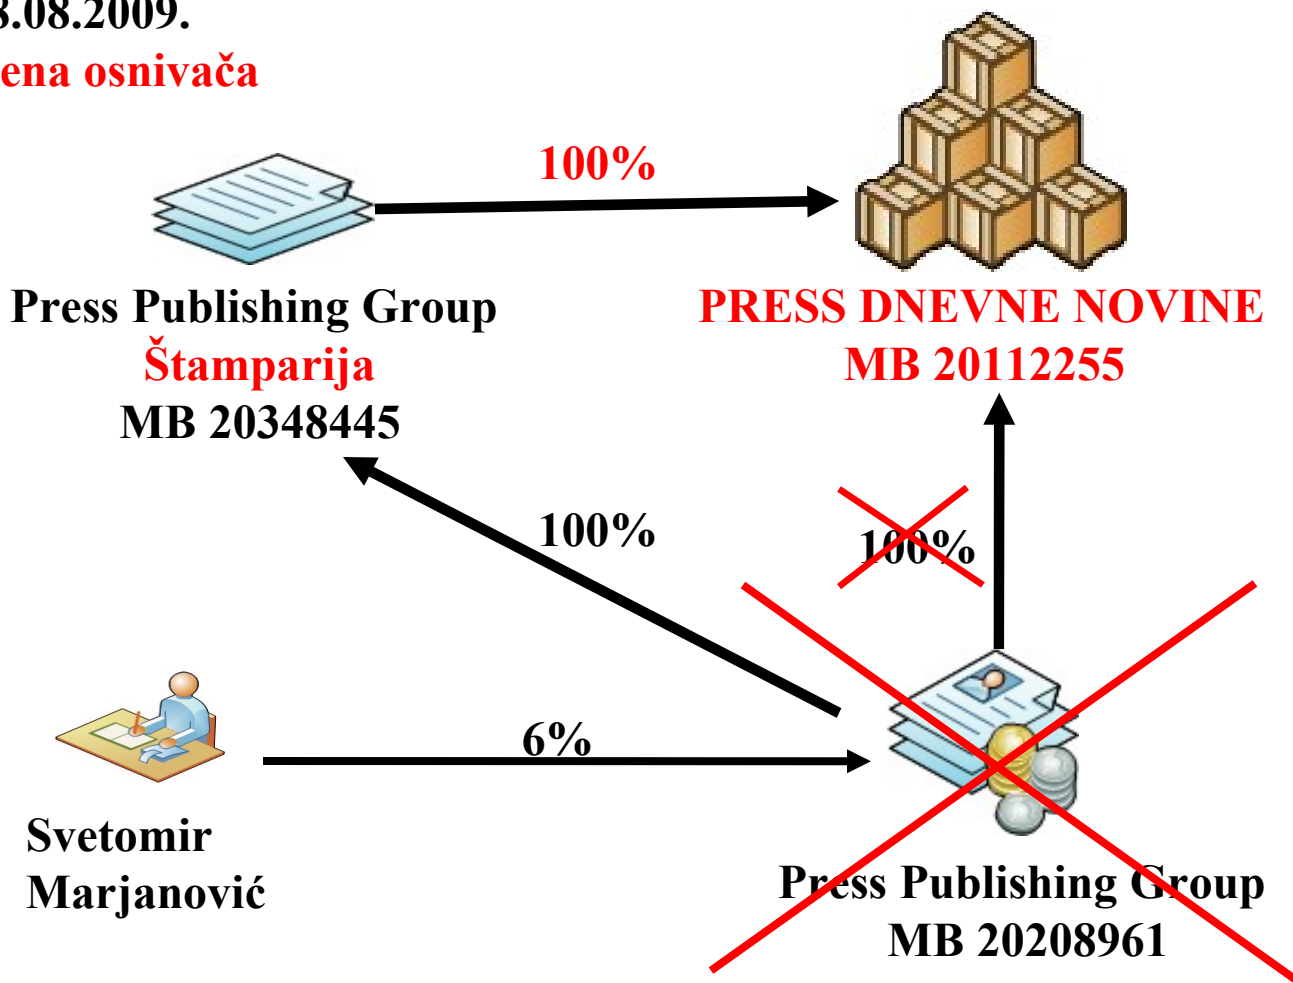 8.08.2009.
ena osnivača
100%
Press Publishing Group
Štamparija
MB 20348445
PRESS DNEVNE NOVINE
MB 20112255
100%
100%
6%
Svetomir
Marjanović
Press Publishing Group
MB 20208961